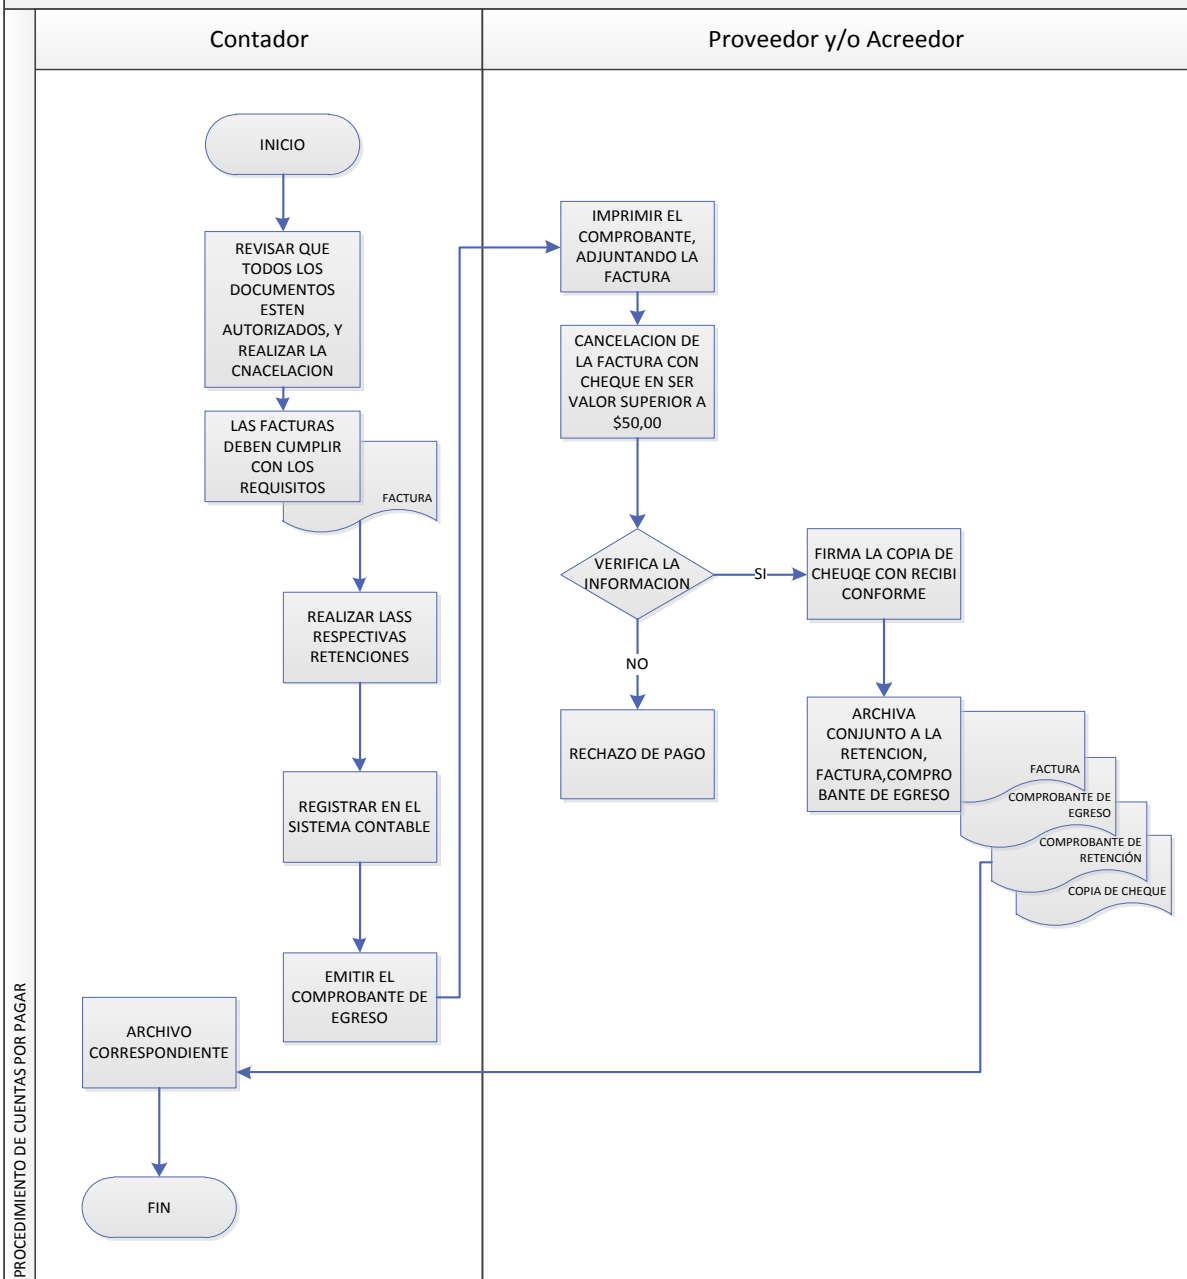 Contador
Proveedor y/o Acreedor
PROCEDIMIENTO DE CUENTAS POR PAGAR
INICIO
REVISAR QUE
TODOS LOS
DOCUMENTOS
ESTEN
AUTORIZADOS, Y
REALIZAR LA
CNACELACION
LAS FACTURAS
DEBEN CUMPLIR
CON LOS
REQUISITOS
FACTURA
REALIZAR LASS
RESPECTIVAS
RETENCIONES
REGISTRAR EN EL
SISTEMA CONTABLE
EMITIR EL
COMPROBANTE DE
EGRESO
IMPRIMIR EL
COMPROBANTE,
ADJUNTANDO LA
FACTURA
CANCELACION DE
LA FACTURA CON
CHEQUE EN SER
VALOR SUPERIOR A
$50,00
VERIFICA LA
INFORMACION
SI
NO
RECHAZO DE PAGO
FIRMA LA COPIA DE
CHEUQE CON RECIBI
CONFORME
ARCHIVA
CONJUNTO A LA
RETENCION,
FACTURA,COMPRO
BANTE DE EGRESO
FACTURA
COMPROBANTE DE
EGRESO
COMPROBANTE DE
RETENCIÓN
COPIA DE CHEQUE
ARCHIVO
CORRESPONDIENTE
FIN